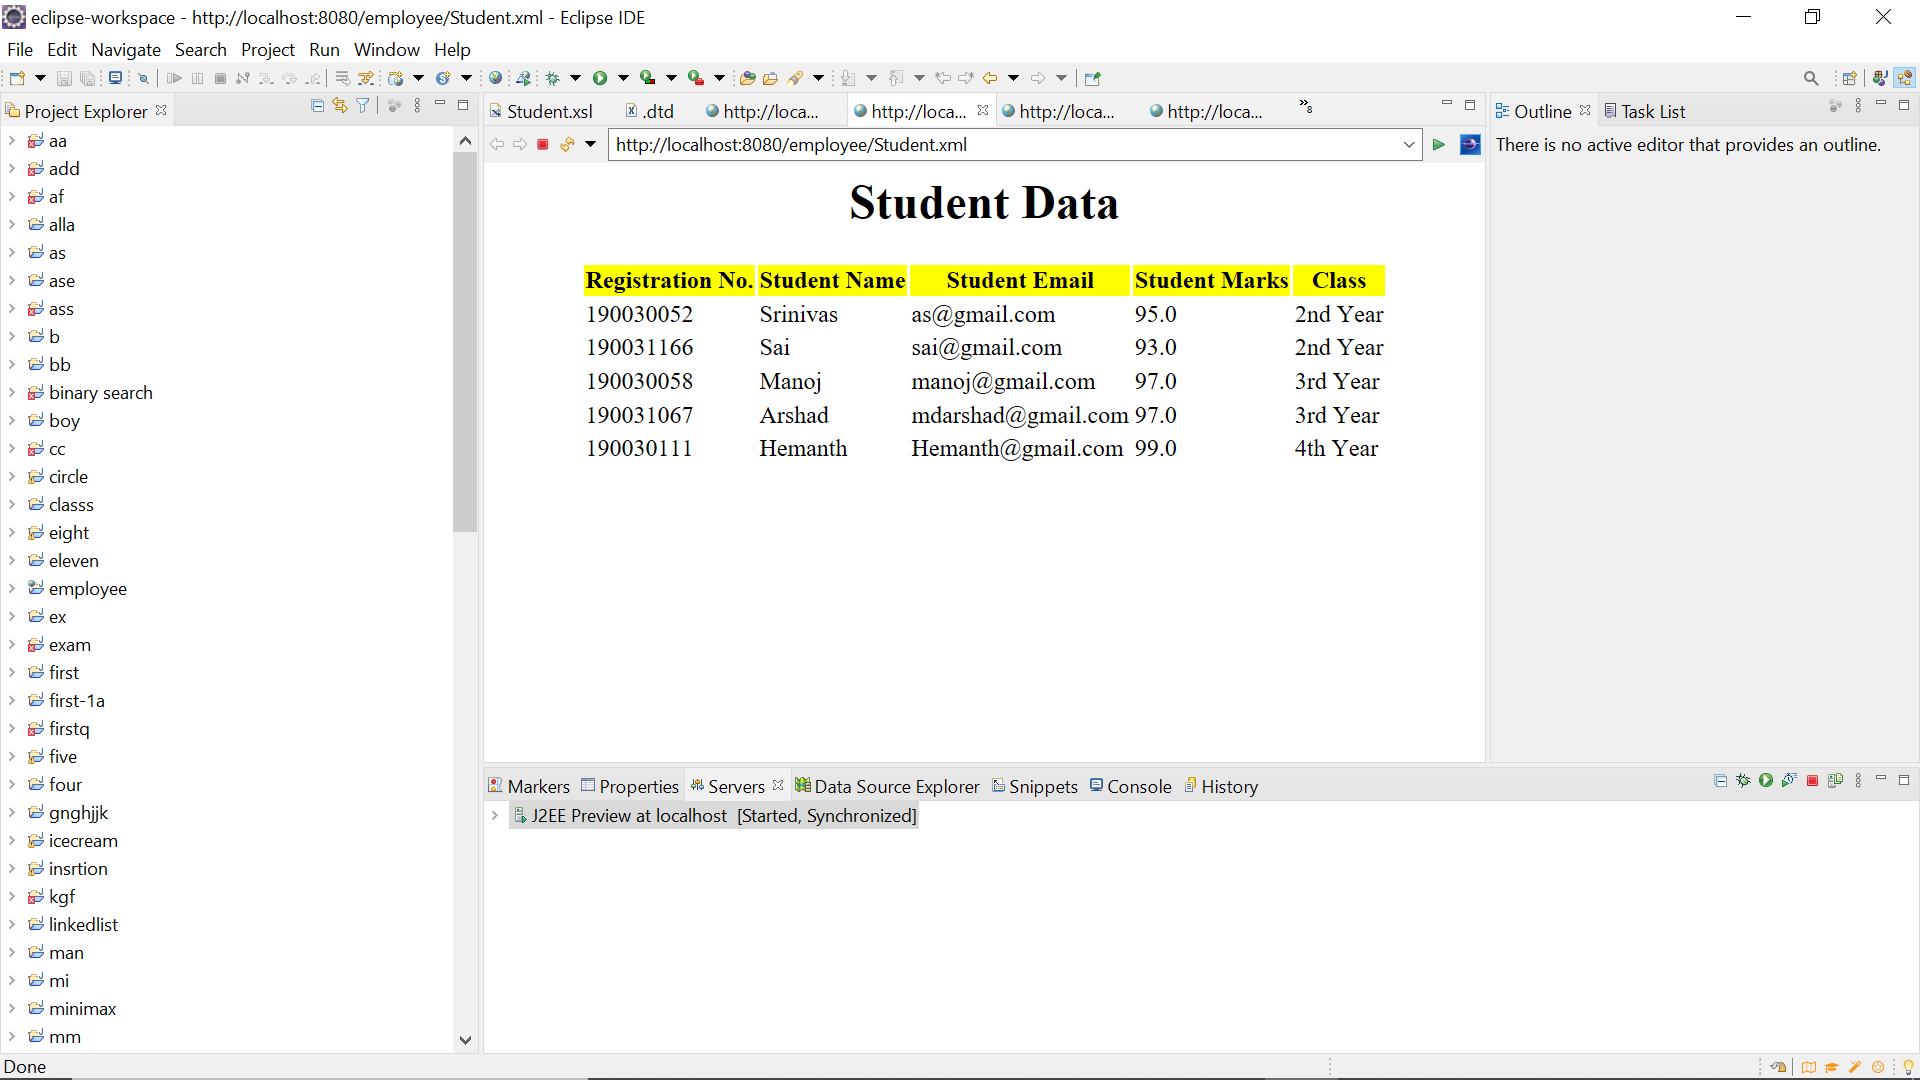 eclipse-workspace - http://localhost:8080/employee/Student.xml - Eclipse IDE
File Edit Navigate Search Project Run Window Help
Project Explorer
aa
add
af
alla
as
ase
ass
b
bb
binary search
boy
cc
circle
classs
eight
eleven
employee
ex
exam
first
first-1a
firstq
five
four
gnghjjk
icecream
insrtion
kgf
linkedlist
man
mi
minimax
mm
Student.xsl .dtd http://loca... http://loca... http://loca... http://loca... »8
http://localhost:8080/employee/Student.xml
Student Data
Registration No. Student Name Student Email Student Marks Class
190030052 Srinivas as@gmail.com 95.0 2nd Year
190031166 Sai sai@gmail.com 93.0 2nd Year
190030058 Manoj manoj@gmail.com 97.0 3rd Year
190031067 Arshad mdarshad@gmail.com 97.0 3rd Year
190030111 Hemanth Hemanth@gmail.com 99.0 4th Year
Outline Task List
There is no active editor that provides an outline.
Markers Properties Servers Data Source Explorer Snippets Console History
J2EE Preview at localhost [Started, Synchronized]
Done